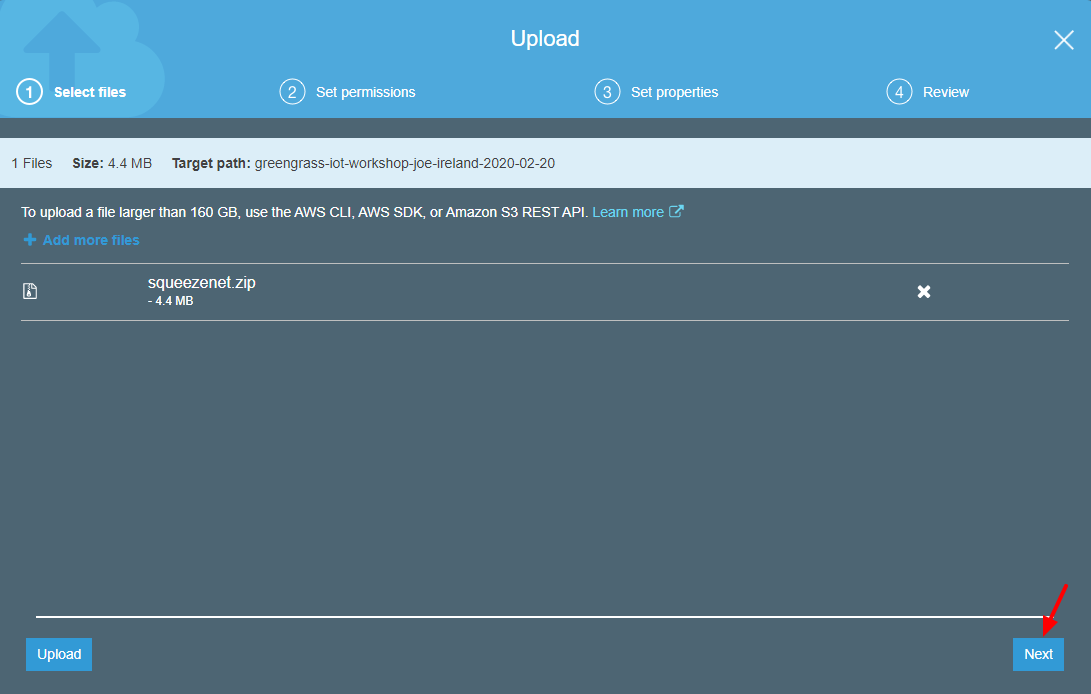 Upload
1 Select files
2 Set permissions
3 Set properties
4 Review
1 Files Size: 4.4 MB Target path: greengrass-iot-workshop-joe-ireland-2020-02-20
To upload a file larger than 160 GB, use the AWS CLI, AWS SDK, or Amazon S3 REST API. Learn more
Add more files
squeezenet.zip
- 4.4 MB
Upload
Next